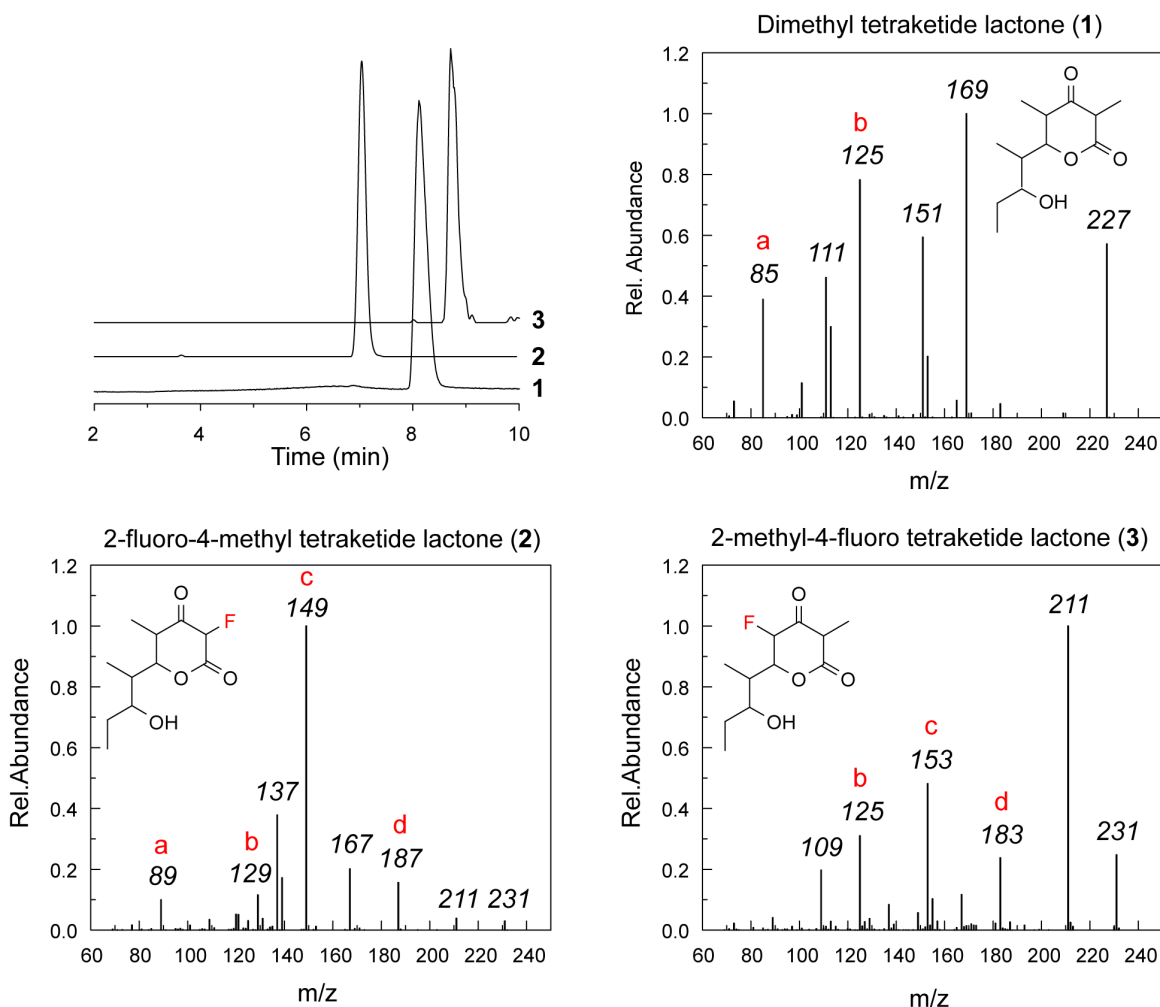 3
2
1
2 4 6 8 10
Time (min)
Dimethyl tetraketide lactone (1)
Rel. Abundance
1.2
1.0
0.8
0.6
0.4
0.2
0.0
a
85
111
b
125
151
169
227
O
O
O
OH
60 80 100 120 140 160 180 200 220 240
m/z
2-fluoro-4-methyl tetraketide lactone (2)
Rel.Abundance
1.2
1.0
0.8
0.6
0.4
0.2
0.0
O
F
O
O
OH
a
89
b
129
137
c
149
167
d
187
211
231
60 80 100 120 140 160 180 200 220 240
m/z
2-methyl-4-fluoro tetraketide lactone (3)
Rel.Abundance
1.2
1.0
0.8
0.6
0.4
0.2
0.0
O
F
O
O
OH
109
b
125
c
153
d
183
211
231
60 80 100 120 140 160 180 200 220 240
m/z